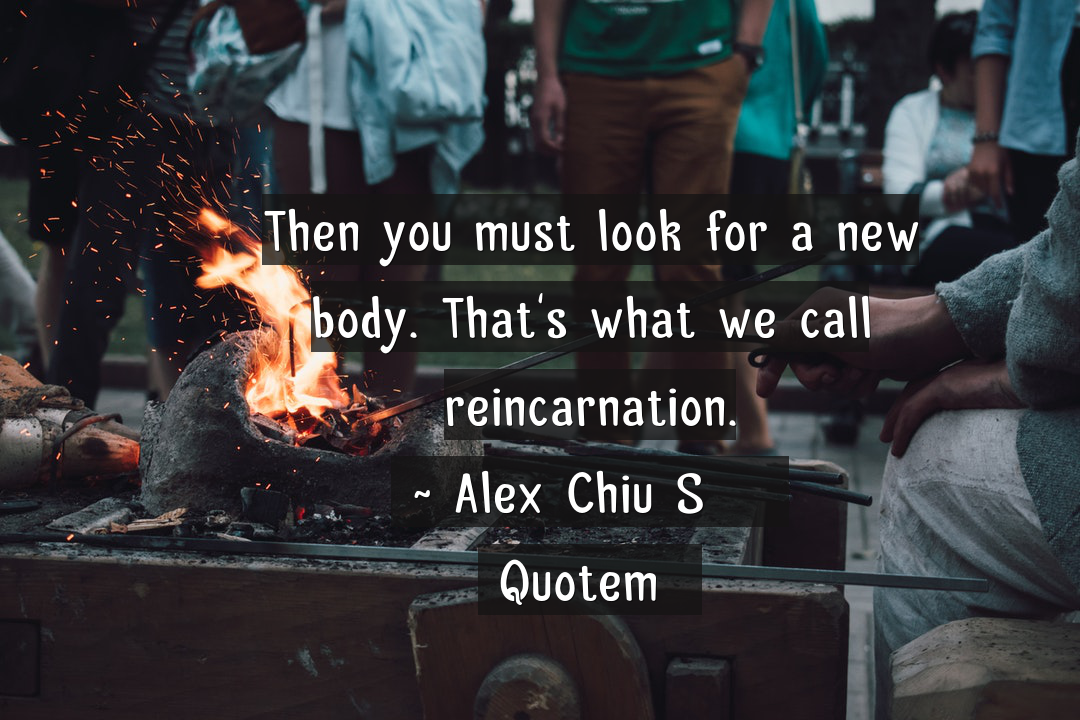 Then you must look for a new
body. That's what we call
reincarnation.
~ Alex Chiu S
Quotem